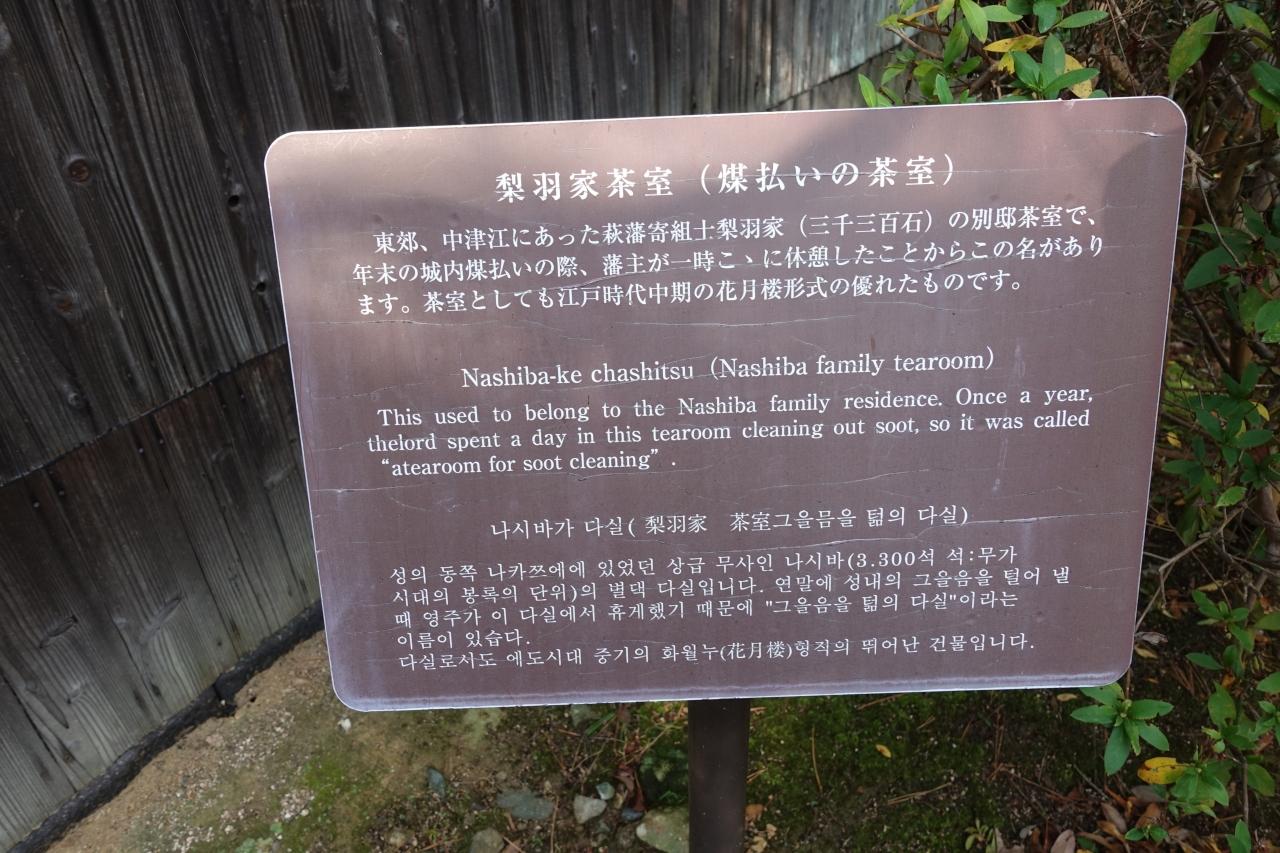 梨羽家茶室（煤払いの茶室）
東郊、中津江にあった萩藩寄組士梨羽家（三千三百石）の別邸茶室で、
年末の城内煤払いの際、藩主が一時こゝに休憩したことからこの名があり
ます。茶室としても江戸時代中期の花月楼形式の優れたものです。
Nashiba-ke chashitsu（Nashiba family tearoom）
This used to belong to the Nashiba family residence. Once a year,
thelord spent a day in this tearoom cleaning out soot, so it was called
“atearoom for soot cleaning”.
나시바가 다실( 梨羽家　茶室그을믐을 턺의 다실)
성의 동쪽 나카쯔에에 있었던 상급 무사인 나시바(3.300석 석:무가
시대의 봉록의 단위)의 별댁 다실입니다. 연말에 성내의 그을음을 털어 낼
때 영주가 이 다실에서 휴게했기 때문에 "그을음을 턺의 다실"이라는
이름이 있습다.
다실로서도 에도시대 중기의 화월누(花月楼)형직의 뛰어난 건물입니다.